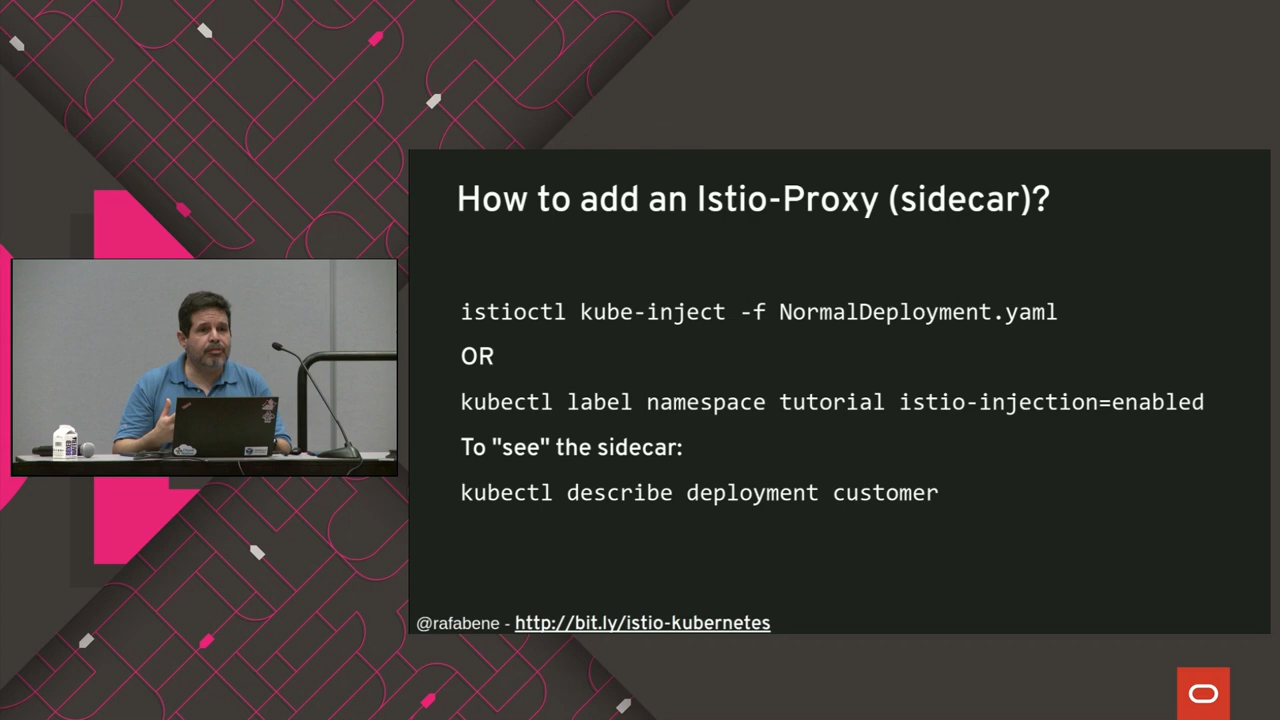 How to add an Istio-Proxy (sidecar)?
istioctl kube-inject -f NormalDeployment.yaml
OR
kubectl label namespace tutorial istio-injection=enabled
To "see" the sidecar:
kubectl describe deployment customer
@rafabene - http://bit.ly/istio-kubernetes